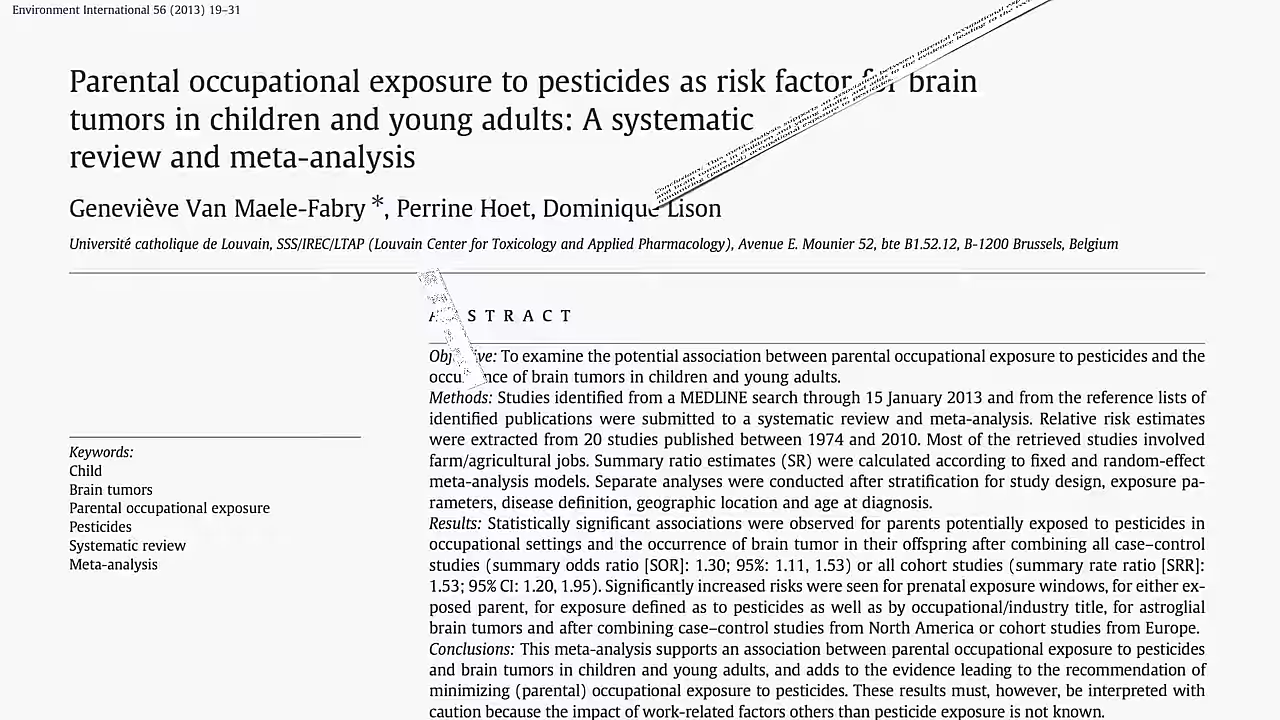 Environment International 56 (2013) 19–31
Parental occupational exposure to pesticides as risk factor for brain
tumors in children and young adults: A systematic
review and meta-analysis
Geneviève Van Maele-Fabry *, Perrine Hoet, Dominique Lison
Université catholique de Louvain, SSS/IREC/LTAP (Louvain Center for Toxicology and Applied Pharmacology), Avenue E. Mounier 52, bte B1.52.12, B-1200 Brussels, Belgium
A B S T R A C T
Objective: To examine the potential association between parental occupational exposure to pesticides and the
occurrence of brain tumors in children and young adults.
Methods: Studies identified from a MEDLINE search through 15 January 2013 and from the reference lists of
identified publications were submitted to a systematic review and meta-analysis. Relative risk estimates
were extracted from 20 studies published between 1974 and 2010. Most of the retrieved studies involved
farm/agricultural jobs. Summary ratio estimates (SR) were calculated according to fixed and random-effect
meta-analysis models. Separate analyses were conducted after stratification for study design, exposure pa-
rameters, disease definition, geographic location and age at diagnosis.
Results: Statistically significant associations were observed for parents potentially exposed to pesticides in
occupational settings and the occurrence of brain tumor in their offspring after combining all case–control
studies (summary odds ratio [SOR]: 1.30; 95%: 1.11, 1.53) or all cohort studies (summary rate ratio [SRR]:
1.53; 95% CI: 1.20, 1.95). Significantly increased risks were seen for prenatal exposure windows, for either ex-
posed parent, for exposure defined as to pesticides as well as by occupational/industry title, for astroglial
brain tumors and after combining case–control studies from North America or cohort studies from Europe.
Conclusions: This meta-analysis supports an association between parental occupational exposure to pesticides
and brain tumors in children and young adults, and adds to the evidence leading to the recommendation of
minimizing (parental) occupational exposure to pesticides. These results must, however, be interpreted with
caution because the impact of work-related factors others than pesticide exposure is not known.
Keywords:
Child
Brain tumors
Parental occupational exposure
Pesticides
Systematic review
Meta-analysis